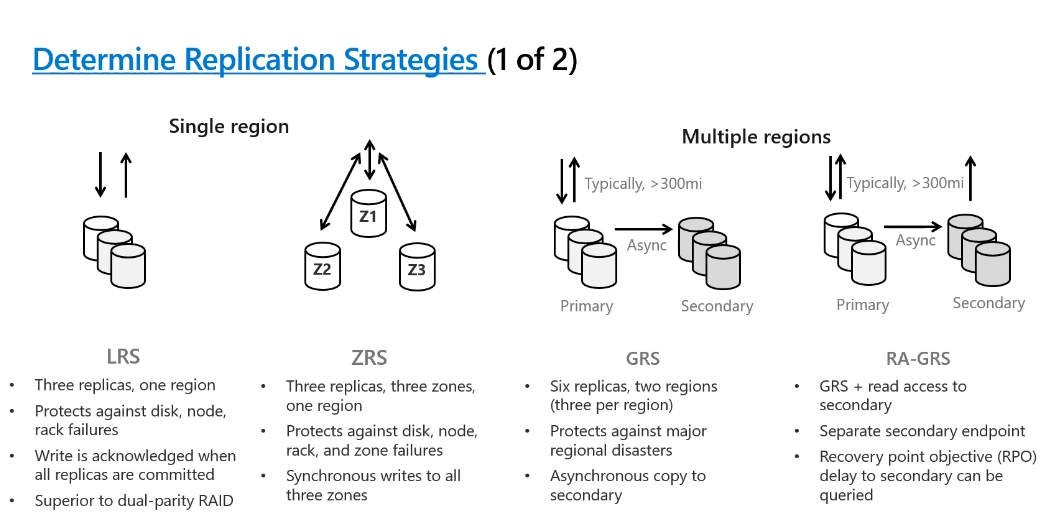 Determine Replication Strategies (1 of 2)
Single region
Multiple regions
Typically, >300mi
Typically, >300mi
Z1
Z2
Z3
Async
Async
Primary
Secondary
Primary
Secondary
LRS
• Three replicas, one region
• Protects against disk, node,
rack failures
• Write is acknowledged when
all replicas are committed
• Superior to dual-parity RAID
ZRS
• Three replicas, three zones,
one region
• Protects against disk, node,
rack, and zone failures
• Synchronous writes to all
three zones
GRS
• Six replicas, two regions
(three per region)
• Protects against major
regional disasters
• Asynchronous copy to
secondary
RA-GRS
• GRS + read access to
secondary
• Separate secondary endpoint
• Recovery point objective (RPO)
delay to secondary can be
queried